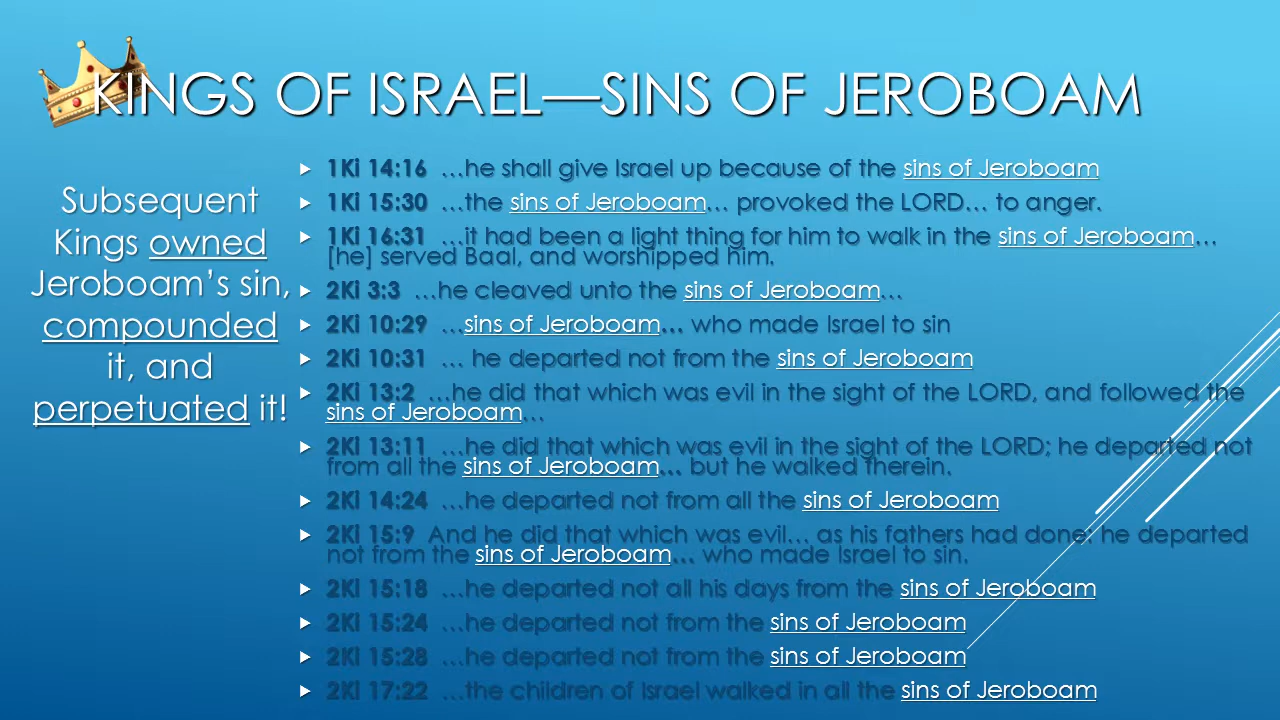 KINGS OF ISRAEL—SINS OF JEROBOAM
Subsequent
Kings owned
Jeroboam's sin,
compounded
it, and
perpetuated it!
1Ki 14:16 …he shall give Israel up because of the sins of Jeroboam
1Ki 15:30 …the sins of Jeroboam… provoked the LORD… to anger.
1Ki 16:31 …it had been a light thing for him to walk in the sins of Jeroboam…
[he] served Baal, and worshipped him.
2Ki 3:3 …he cleaved unto the sins of Jeroboam…
2Ki 10:29 …sins of Jeroboam… who made Israel to sin
2Ki 10:31 … he departed not from the sins of Jeroboam
2Ki 13:2 …he did that which was evil in the sight of the LORD, and followed the
sins of Jeroboam…
2Ki 13:11 …he did that which was evil in the sight of the LORD; he departed not
from all the sins of Jeroboam… but he walked therein.
2Ki 14:24 …he departed not from all the sins of Jeroboam
2Ki 15:9 And he did that which was evil… as his fathers had done: he departed
not from the sins of Jeroboam… who made Israel to sin.
2Ki 15:18 …he departed not all his days from the sins of Jeroboam
2Ki 15:24 …he departed not from the sins of Jeroboam
2Ki 15:28 …he departed not from the sins of Jeroboam
2Ki 17:22 …the children of Israel walked in all the sins of Jeroboam